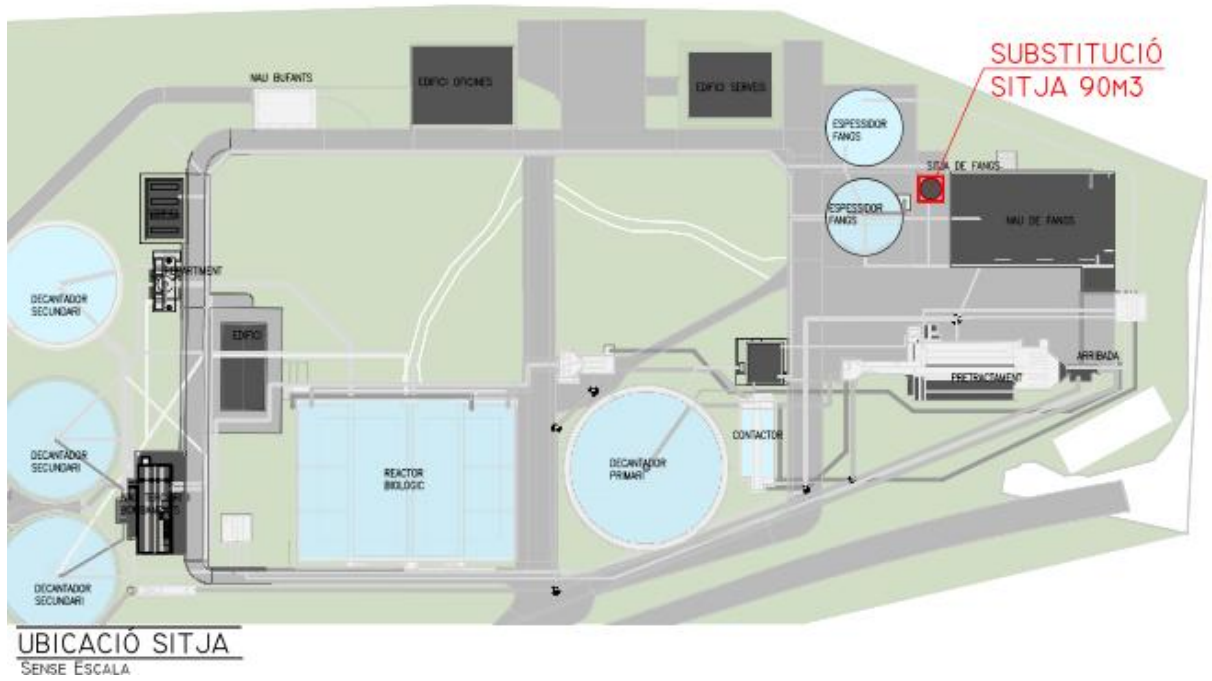 SUBSTITUCIÓ
SITJA 90M3
NAU BUFANTS
EDIFICI OFICINES
EDIFICI SERVEIS
ESPESSIDOR
FANGS
SITJA DE FANGS
ESPESSIDOR
FANGS
NAU DE FANGS
DECANTADOR
SECUNDARI
EDIFICI
ARRIBADA
PRETRACTAMENT
CONTACTOR
DECANTADOR
SECUNDARI
REACTOR
BIOLOGIC
DECANTADOR
PRIMARI
DECANTADOR
SECUNDARI
UBICACIÓ SITJA
SENSE ESCALA